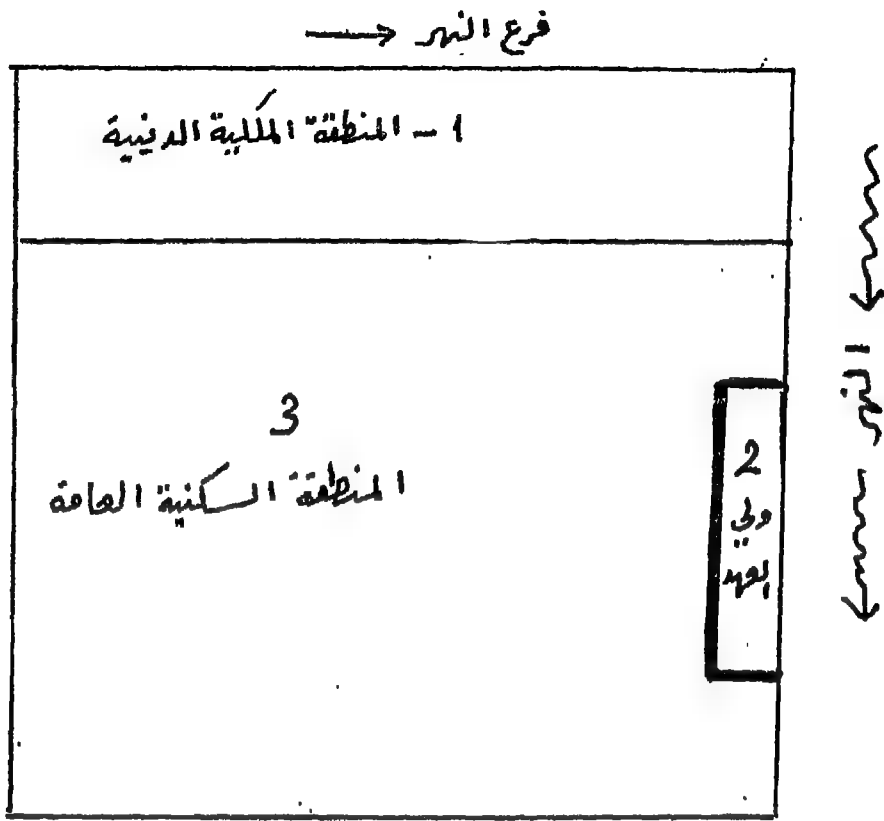 فرع النهر
1 - المنطقة الملكية الدينية
3
المنطقة السكنية العامة
2
ولي
العهد
النهر